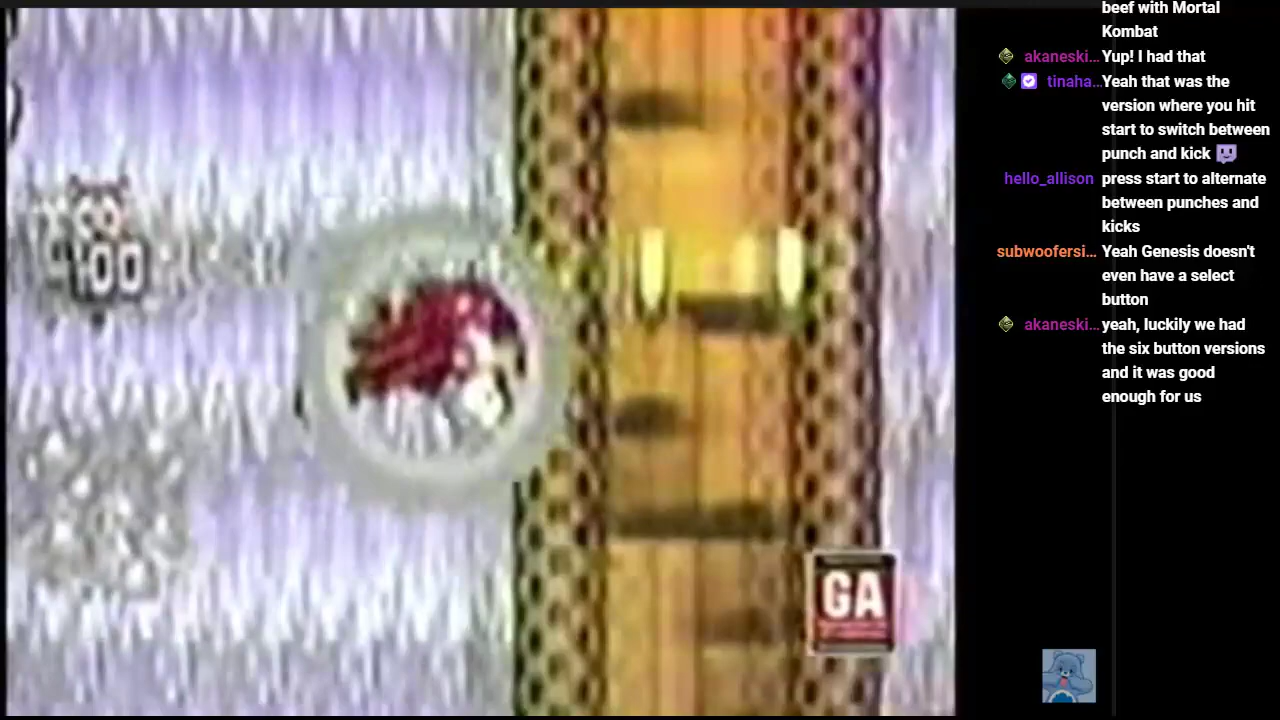 beef with Mortal
Kombat
akaneski... Yup! I had that
tinaha... Yeah that was the
version where you hit
start to switch between
punch and kick
hello_allison press start to alternate
between punches and
kicks
subwoofersi... Yeah Genesis doesn't
even have a select
button
akaneski... yeah, luckily we had
the six button versions
and it was good
enough for us
:00
GA